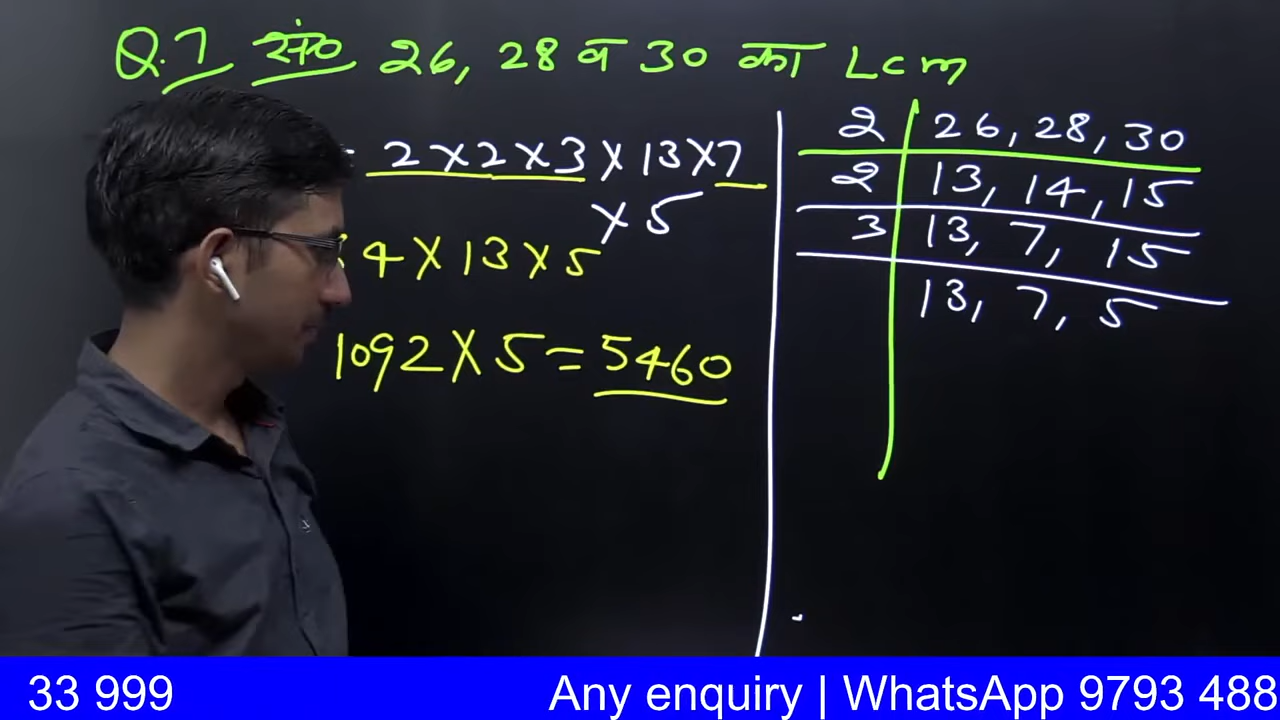 Q.7 सं० 26, 28 व 30 का Lcm
= 2 × 2 × 3 × 13 × 7
× 5
4 × 13 × 5
1092 × 5 = 5460
2 | 26, 28, 30
2 | 13, 14, 15
3 | 13, 7, 15
13, 7, 5
33 999
Any enquiry | WhatsApp 9793 488